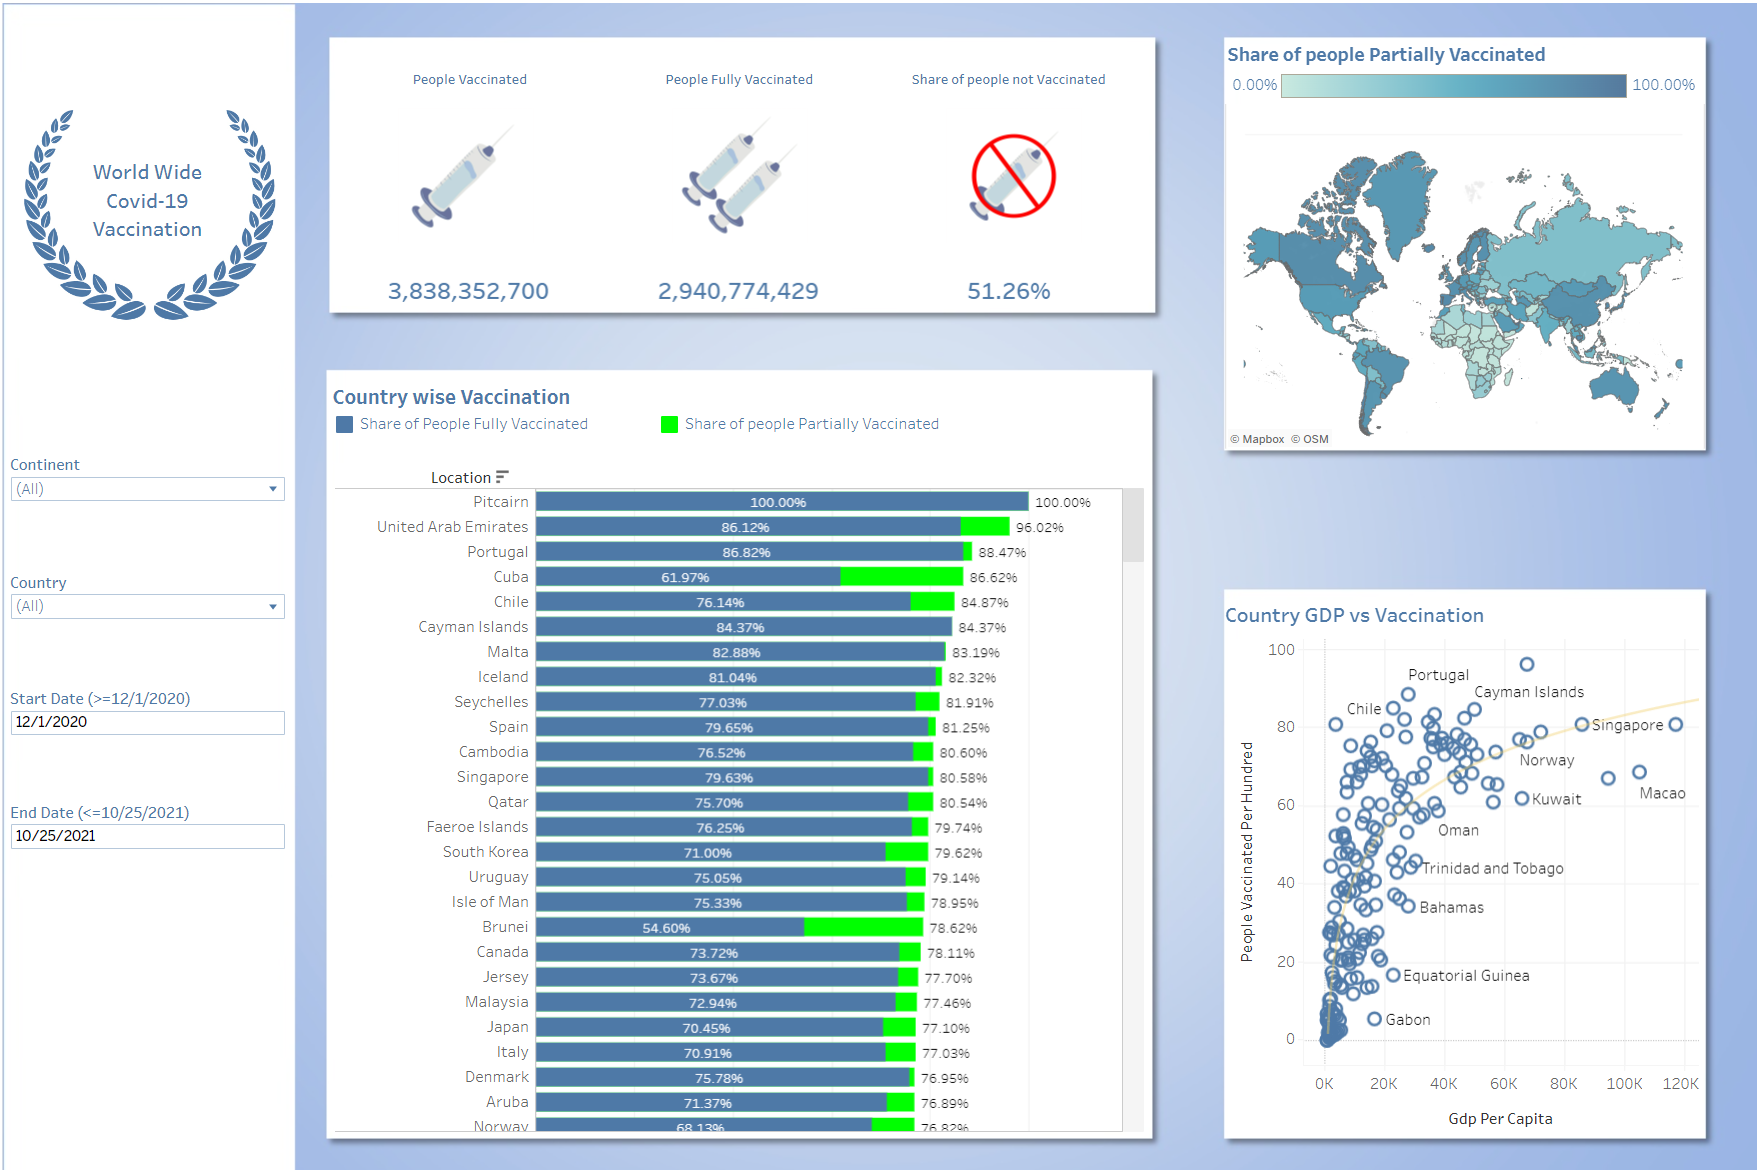 World Wide
Covid-19
Vaccination
Continent
(All)
Country
(All)
Start Date (>=12/1/2020)
12/1/2020
End Date (<=10/25/2021)
10/25/2021
People Vaccinated
People Fully Vaccinated
Share of people not Vaccinated
3,838,352,700
2,940,774,429
51.26%
Country wise Vaccination
Share of People Fully Vaccinated
Share of people Partially Vaccinated
Location
Pitcairn 100.00% 100.00%
United Arab Emirates 86.12% 96.02%
Portugal 86.82% 88.47%
Cuba 61.97% 86.62%
Chile 76.14% 84.87%
Cayman Islands 84.37% 84.37%
Malta 82.88% 83.19%
Iceland 81.04% 82.32%
Seychelles 77.03% 81.91%
Spain 79.65% 81.25%
Cambodia 76.52% 80.60%
Singapore 79.63% 80.58%
Qatar 75.70% 80.54%
Faeroe Islands 76.25% 79.74%
South Korea 71.00% 79.62%
Uruguay 75.05% 79.14%
Isle of Man 75.33% 78.95%
Brunei 54.60% 78.62%
Canada 73.72% 78.11%
Jersey 73.67% 77.70%
Malaysia 72.94% 77.46%
Japan 70.45% 77.10%
Italy 70.91% 77.03%
Denmark 75.78% 76.95%
Aruba 71.37% 76.89%
Norway 68.13% 76.82%
Share of people Partially Vaccinated
0.00% 100.00%
© Mapbox © OSM
Country GDP vs Vaccination
People Vaccinated Per Hundred
100
80
60
40
20
0
Portugal
Cayman Islands
Chile
Singapore
Norway
Macao
Kuwait
Oman
Trinidad and Tobago
Bahamas
Equatorial Guinea
Gabon
0K 20K 40K 60K 80K 100K 120K
Gdp Per Capita